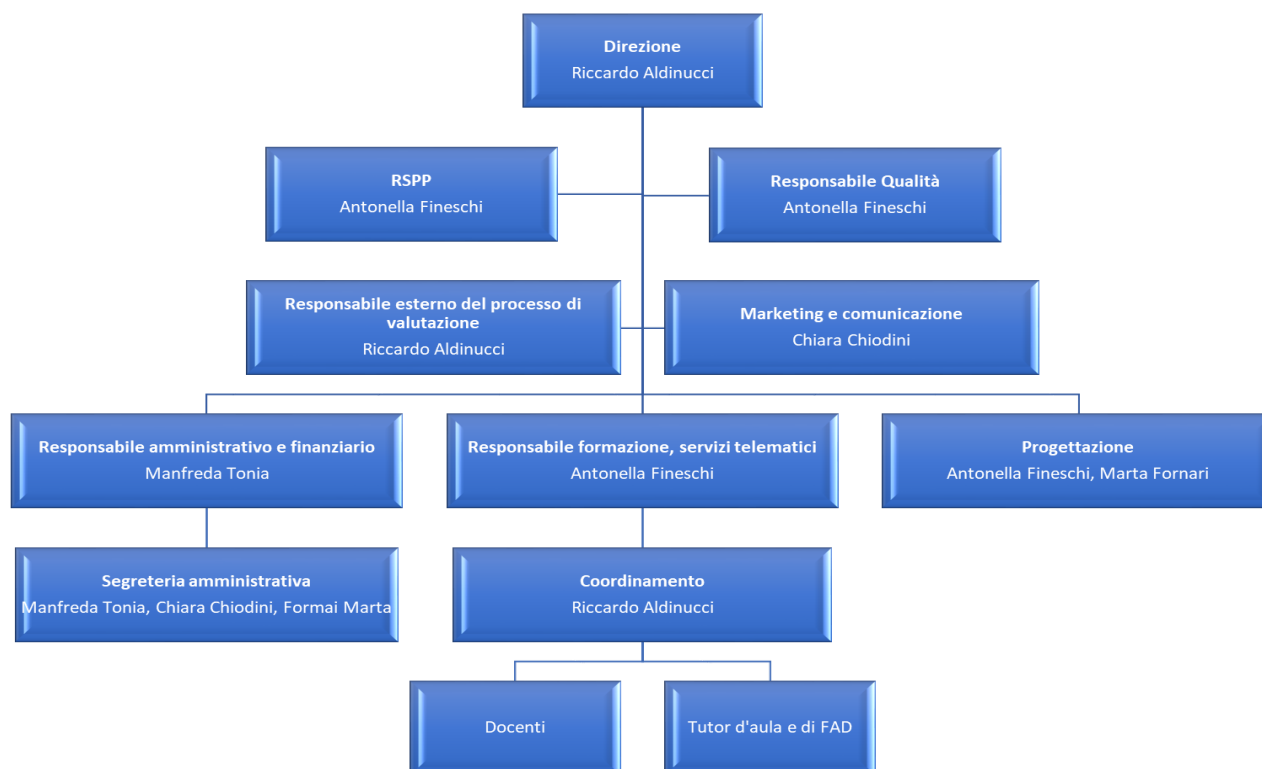 Direzione
Riccardo Aldinucci
RSPP
Antonella Fineschi
Responsabile Qualità
Antonella Fineschi
Responsabile esterno del processo di
valutazione
Riccardo Aldinucci
Marketing e comunicazione
Chiara Chiodini
Responsabile amministrativo e finanziario
Manfreda Tonia
Responsabile formazione, servizi telematici
Antonella Fineschi
Progettazione
Antonella Fineschi, Marta Fornari
Segreteria amministrativa
Manfreda Tonia, Chiara Chiodini, Formai Marta
Coordinamento
Riccardo Aldinucci
Docenti
Tutor d'aula e di FAD